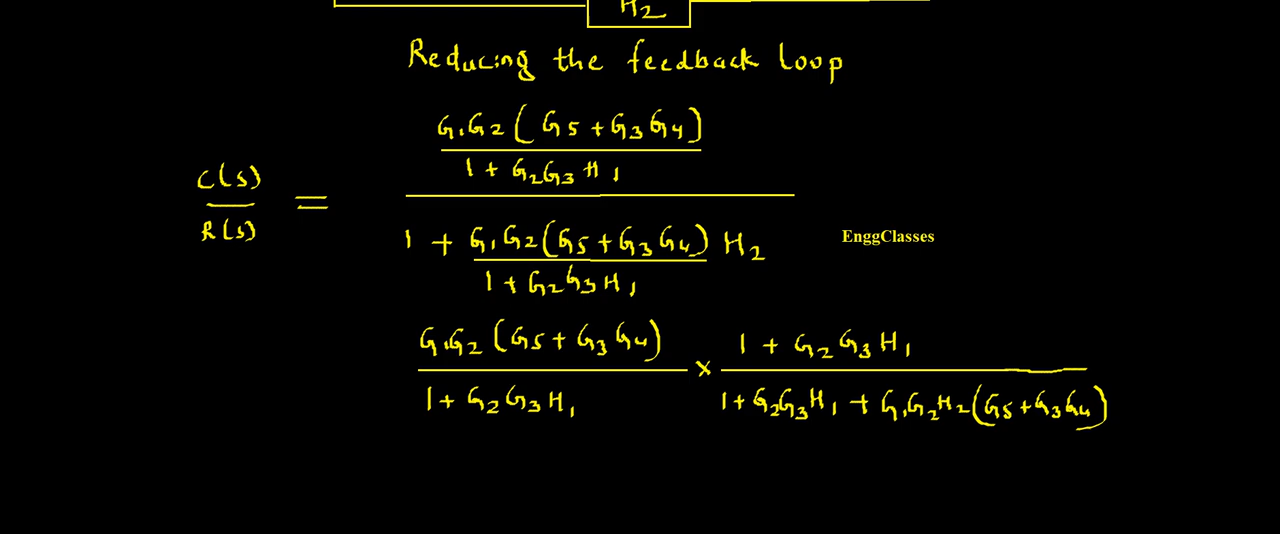 H2
Reducing the feedback loop
G1G2(G5+G3G4)
1 + G2G3H1
C(s)
R(s)
=
1 + G1G2(G5+G3G4) H2
1+G2G3H1
EnggClasses
G1G2(G5+G3G4) × 1 + G2G3H1
1+G2G3H1 1+G2G3H1 + G1G2H2(G5+G3G4)